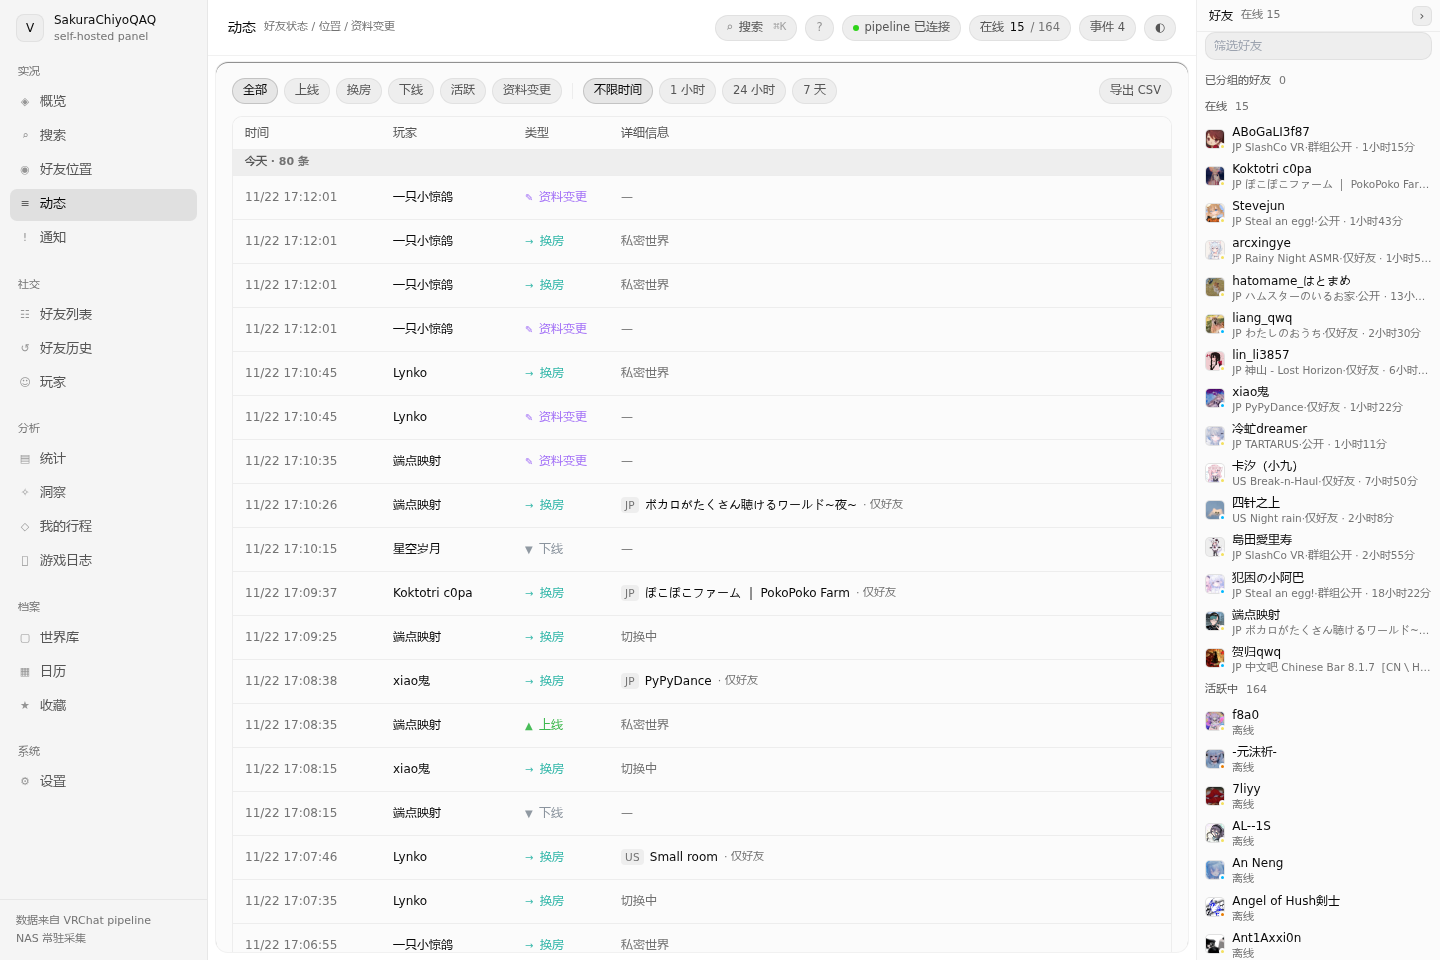 V
SakuraChiyoQAQ
self-hosted panel
实况
概览
搜索
好友位置
动态
通知
社交
好友列表
好友历史
玩家
分析
统计
洞察
我的行程
游戏日志
档案
世界库
日历
收藏
系统
设置
数据来自 VRChat pipeline
NAS 常驻采集
动态 好友状态 / 位置 / 资料变更
搜索 ⌘K
?
pipeline 已连接
在线 15 / 164
事件 4
全部 上线 换房 下线 活跃 资料变更 不限时间 1 小时 24 小时 7 天 导出 CSV
时间 玩家 类型 详细信息
今天 · 80 条
11/22 17:12:01 一只小惊鸽 ✎ 资料变更 —
11/22 17:12:01 一只小惊鸽 → 换房 私密世界
11/22 17:12:01 一只小惊鸽 → 换房 私密世界
11/22 17:12:01 一只小惊鸽 ✎ 资料变更 —
11/22 17:10:45 Lynko → 换房 私密世界
11/22 17:10:45 Lynko ✎ 资料变更 —
11/22 17:10:35 端点映射 ✎ 资料变更 —
11/22 17:10:26 端点映射 → 换房 JP ボカロがたくさん聴けるワールド~夜~ · 仅好友
11/22 17:10:15 星空岁月 ▼ 下线 —
11/22 17:09:37 Koktotri c0pa → 换房 JP ぽこぽこファーム | PokoPoko Farm · 仅好友
11/22 17:09:25 端点映射 → 换房 切换中
11/22 17:08:38 xiao鬼 → 换房 JP PyPyDance · 仅好友
11/22 17:08:35 端点映射 ▲ 上线 私密世界
11/22 17:08:15 xiao鬼 → 换房 切换中
11/22 17:08:15 端点映射 ▼ 下线 —
11/22 17:07:46 Lynko → 换房 US Small room · 仅好友
11/22 17:07:35 Lynko → 换房 切换中
11/22 17:06:55 一只小惊鸽 → 换房 私密世界
好友 在线 15 ›
筛选好友
已分组的好友 0
在线 15
ABoGaLI3f87
JP SlashCo VR·群组公开 · 1小时15分
Koktotri c0pa
JP ぽこぽこファーム | PokoPoko Far...
Stevejun
JP Steal an egg!·公开 · 1小时43分
arcxingye
JP Rainy Night ASMR·仅好友 · 1小时5...
hatomame_はとまめ
JP ハムスターのいるお家·公开 · 13小...
liang_qwq
JP わたしのおうち·仅好友 · 2小时30分
lin_li3857
JP 神山 - Lost Horizon·仅好友 · 6小时...
xiao鬼
JP PyPyDance·仅好友 · 1小时22分
冷虻dreamer
JP TARTARUS·公开 · 1小时11分
卡汐（小九）
US Break-n-Haul·仅好友 · 7小时50分
四针之上
US Night rain·仅好友 · 2小时8分
島田愛里寿
JP SlashCo VR·群组公开 · 2小时55分
犯困の小阿巴
JP Steal an egg!·群组公开 · 18小时22分
端点映射
JP ボカロがたくさん聴けるワールド~...
贺归qwq
JP 中文吧 Chinese Bar 8.1.7［CN \ H...
活跃中 164
f8a0
离线
-元沫祈-
离线
7liyy
离线
AL--1S
离线
An Neng
离线
Angel of Hush剣士
离线
Ant1Axxi0n
离线